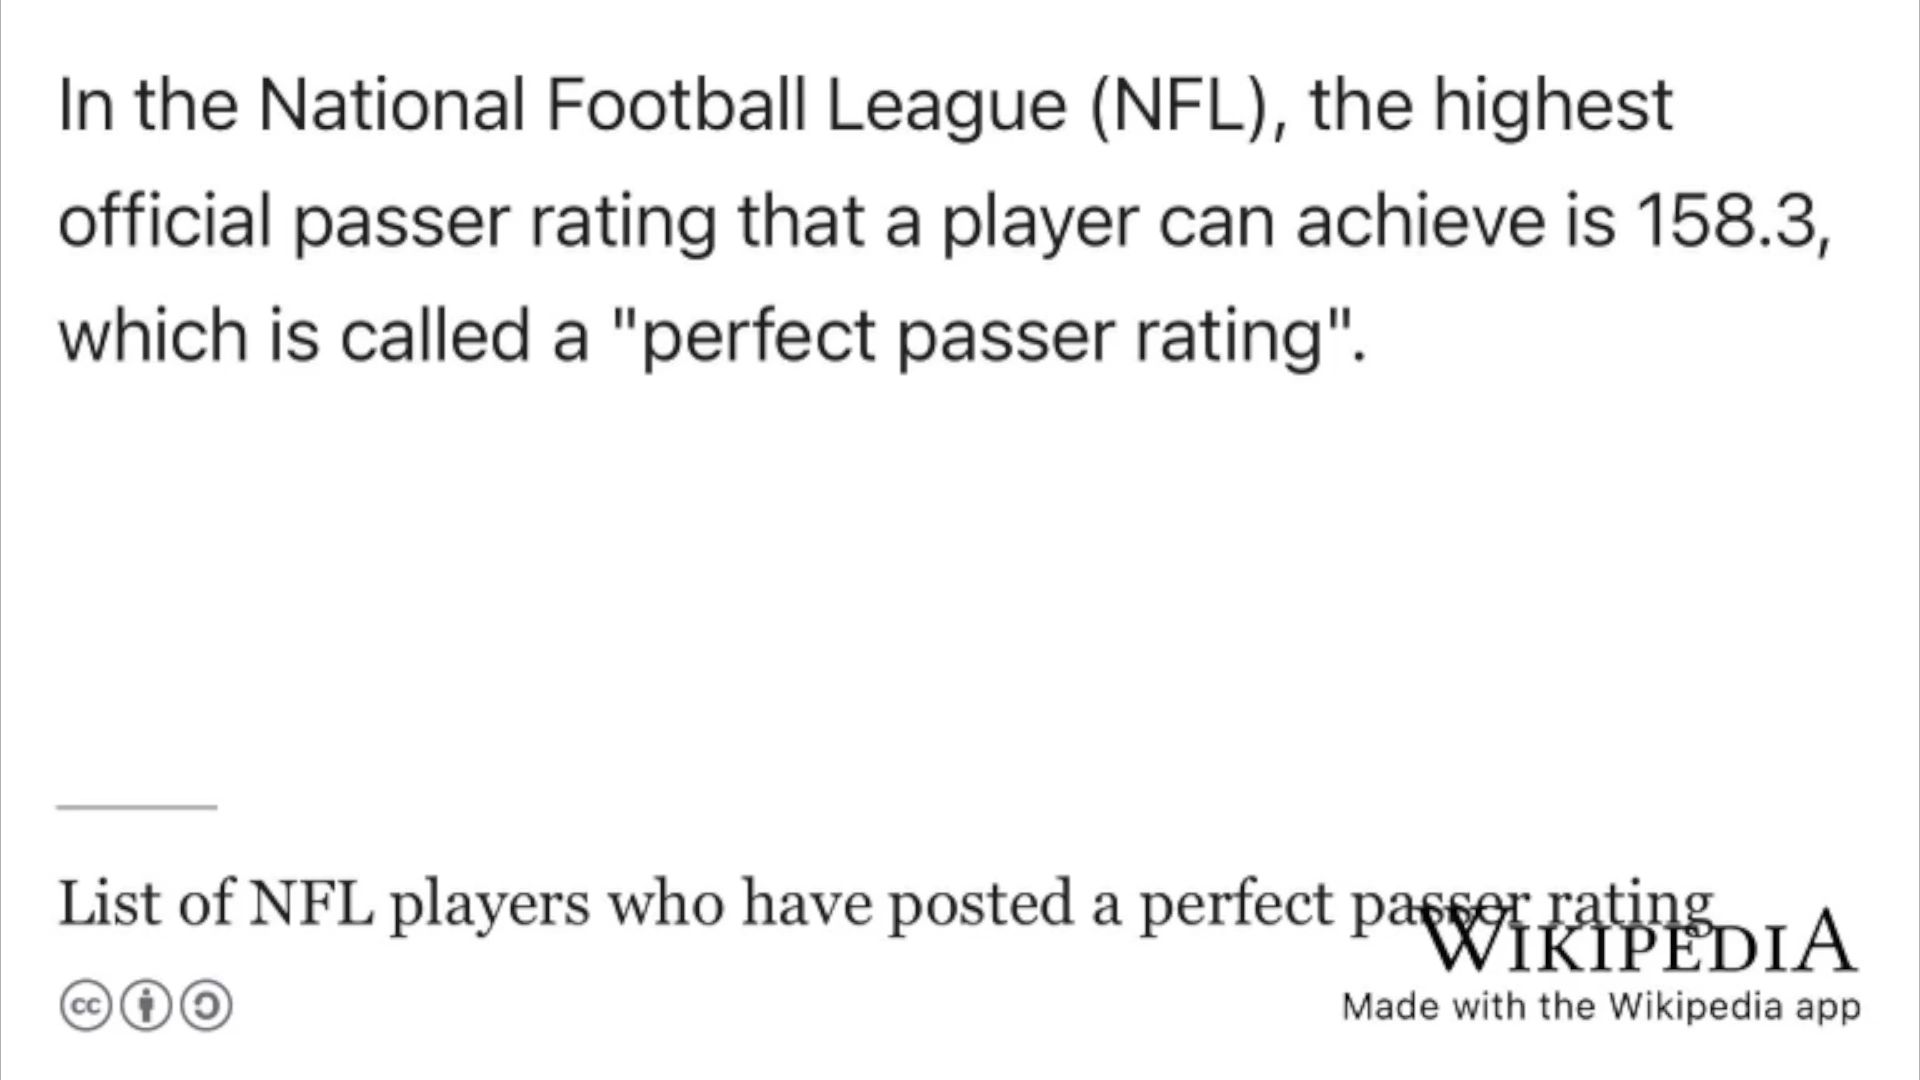 In the National Football League (NFL), the highest
official passer rating that a player can achieve is 158.3,
which is called a "perfect passer rating".
List of NFL players who have posted a perfect passer rating
WIKIPEDIA
cc
Made with the Wikipedia app